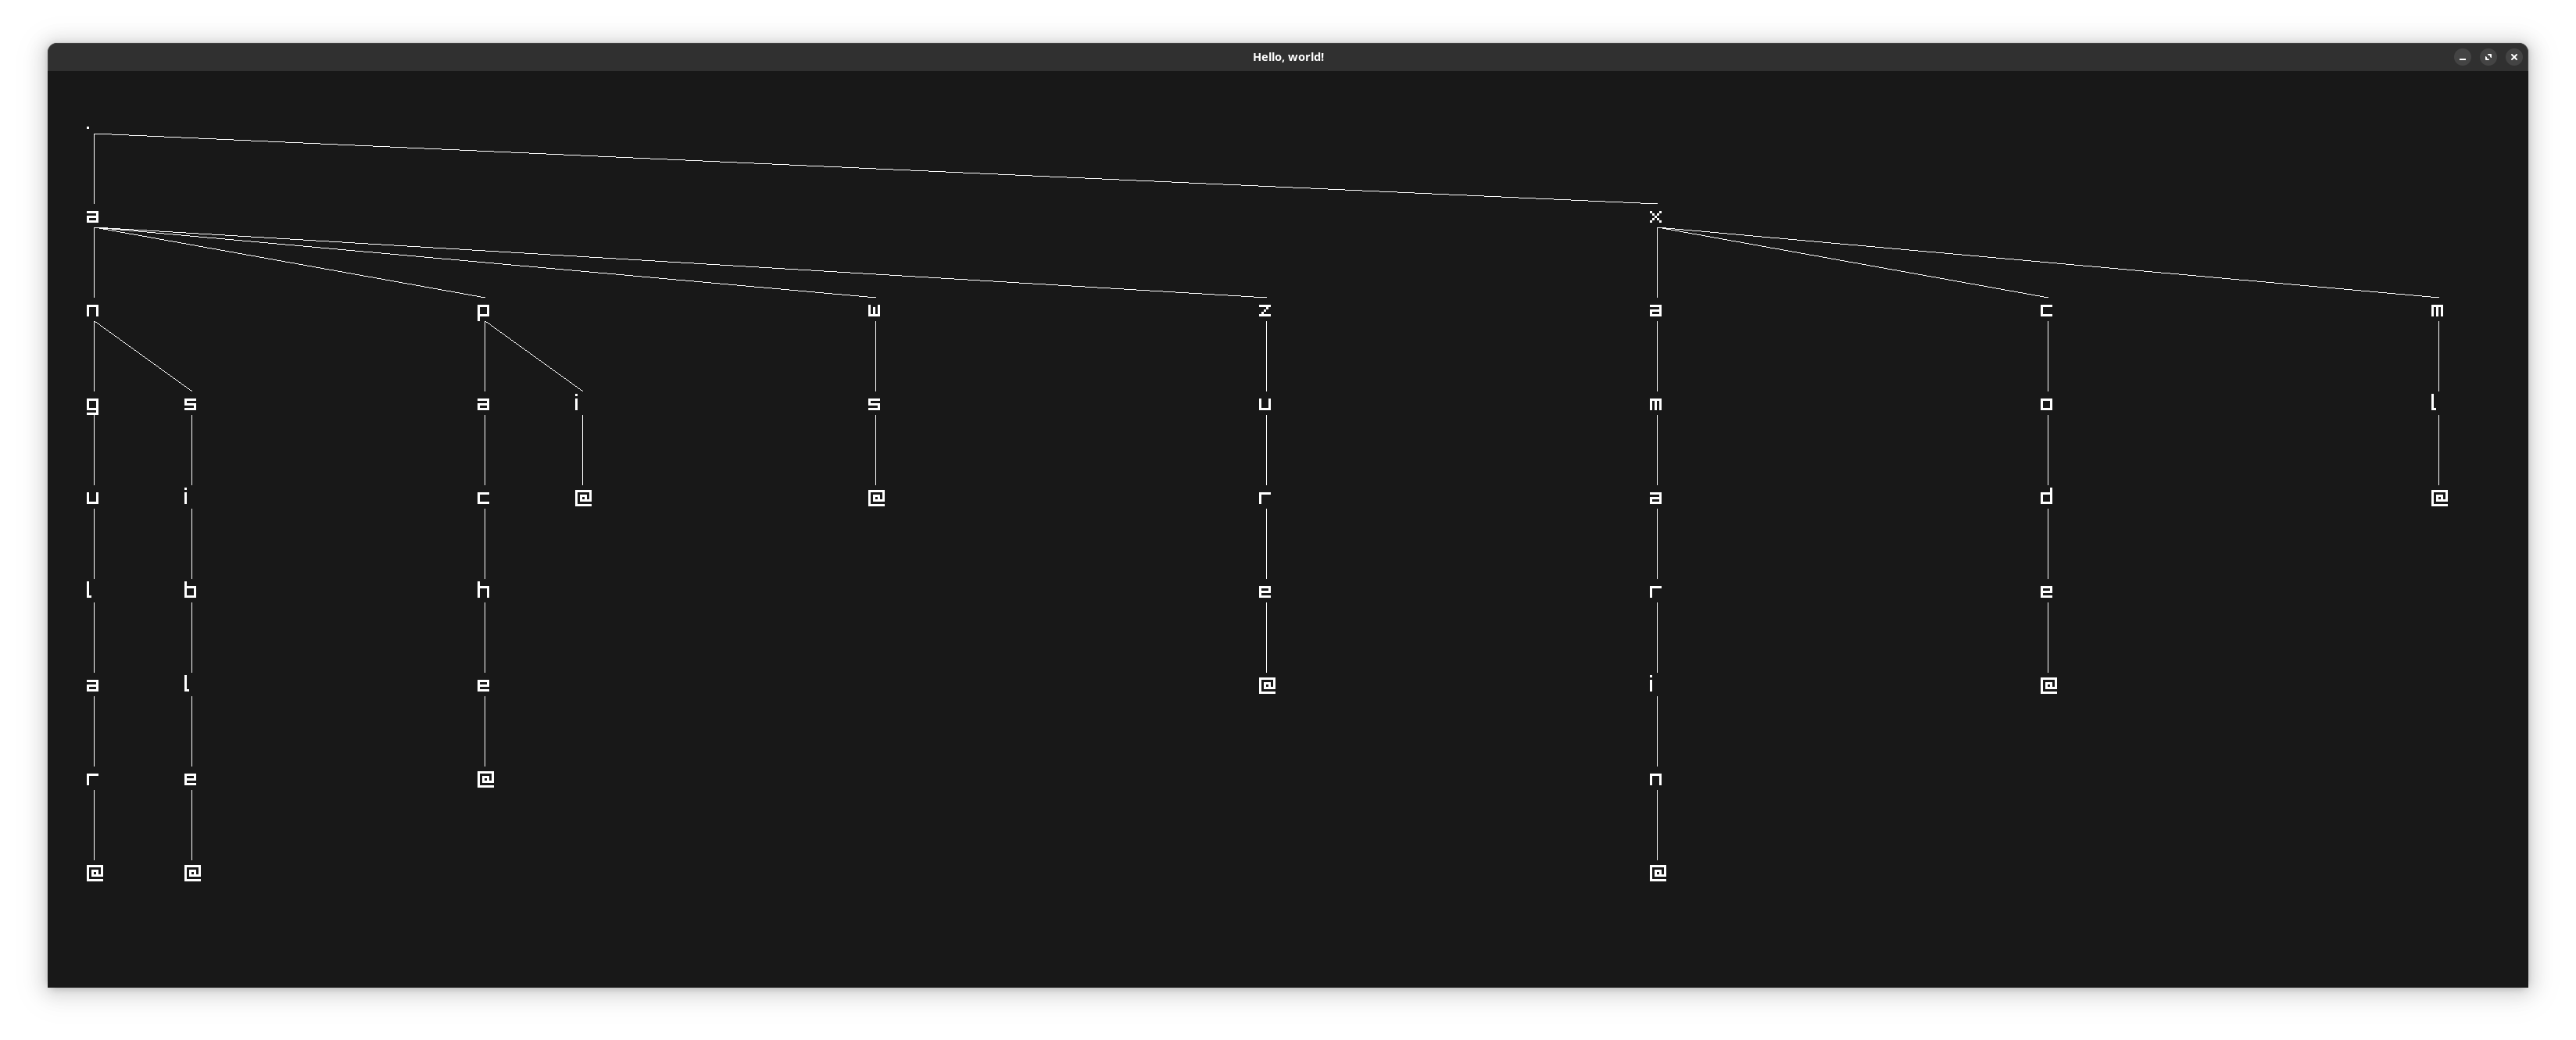 Hello, world!
.
a x
n p w z a c m
g s a i s u m o l
u i c @ @ r a d @
l b h e r e
a l e @ i @
r e @ n
@ @ @